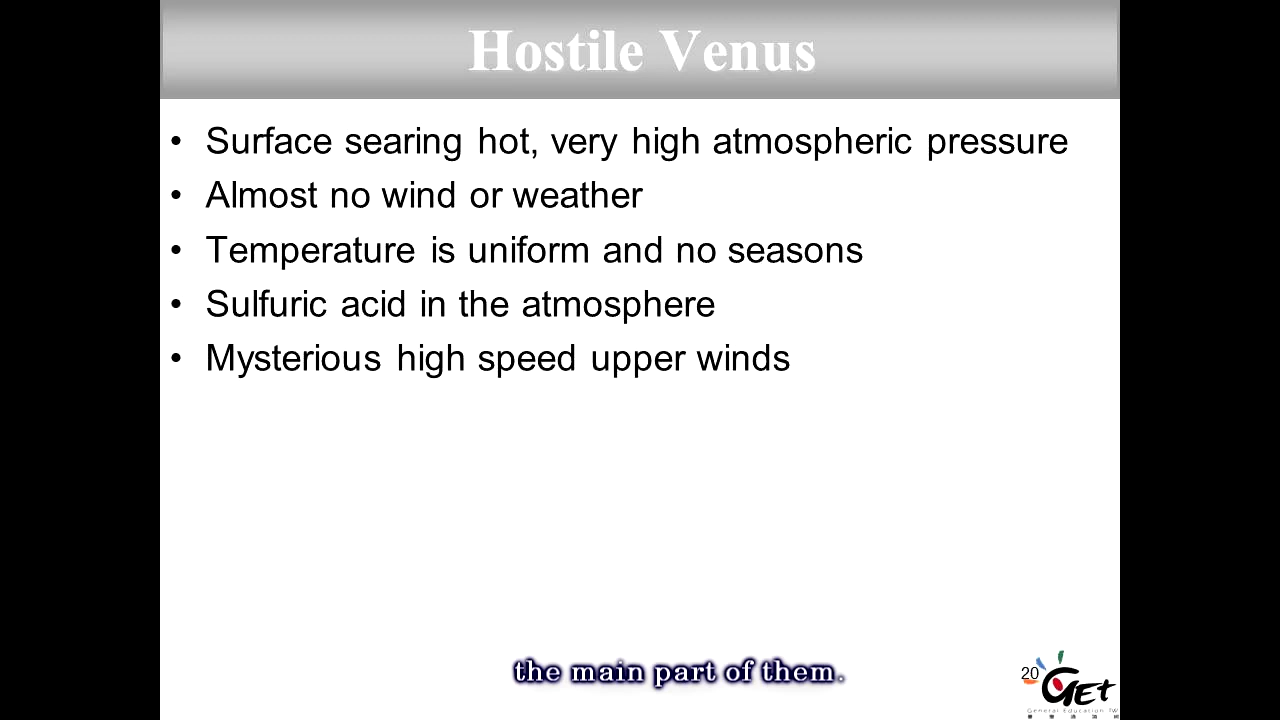 Hostile Venus
• Surface searing hot, very high atmospheric pressure
• Almost no wind or weather
• Temperature is uniform and no seasons
• Sulfuric acid in the atmosphere
• Mysterious high speed upper winds
the main part of them.
20
GET
General Education TW